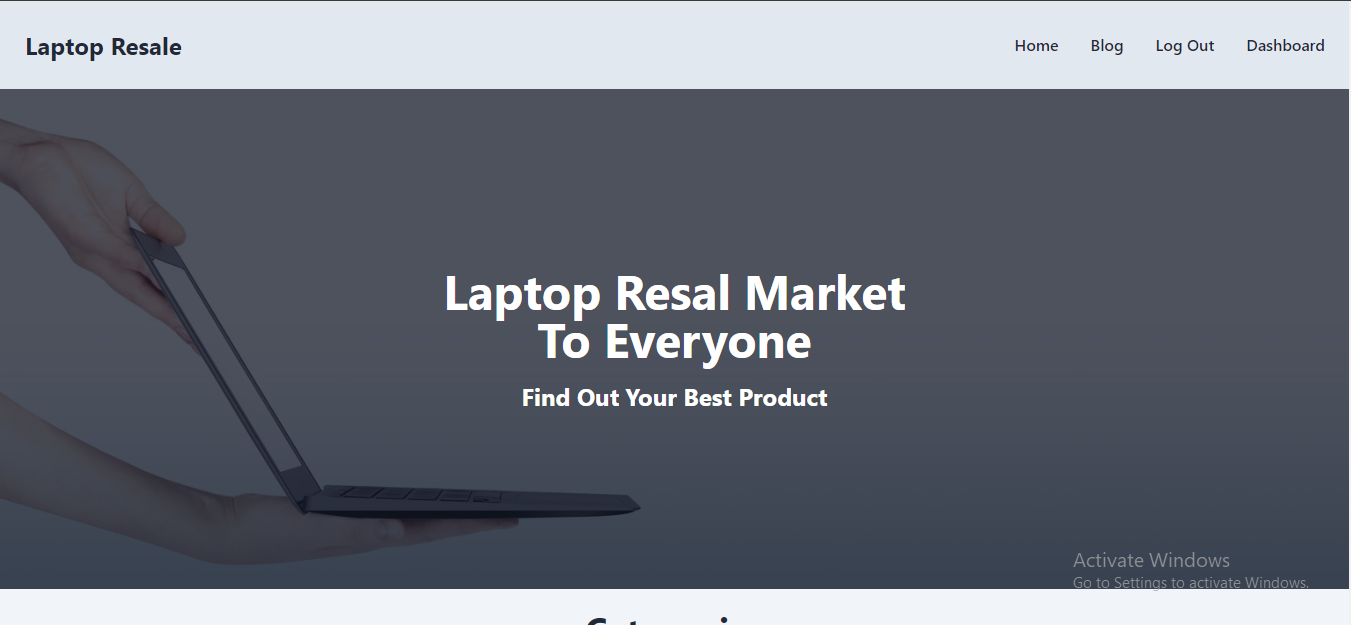 Laptop Resale
Home Blog Log Out Dashboard
Laptop Resal Market
To Everyone
Find Out Your Best Product
Activate Windows
Go to Settings to activate Windows.